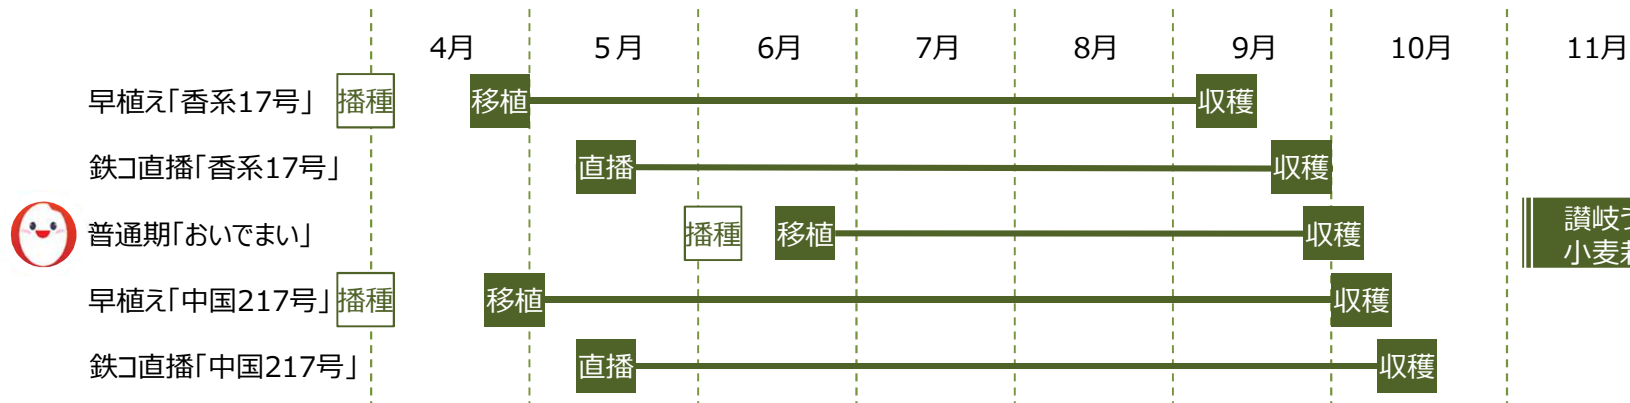 4月 5月 6月 7月 8月 9月 10月 11月
早植え「香系17号」 播種 移植 収穫
鉄コ直播「香系17号」 直播 収穫
普通期「おいでまい」 播種 移植 収穫
讃岐
小麦
早植え「中国217号」 播種 移植 収穫
鉄コ直播「中国217号」 直播 収穫